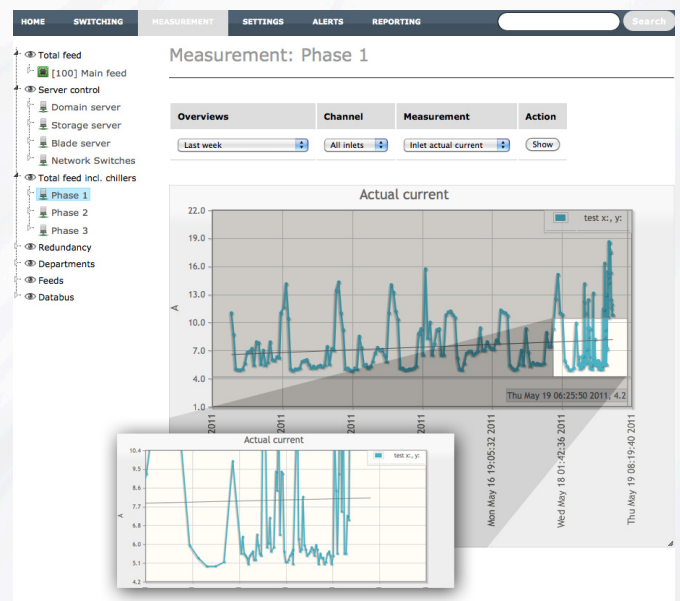 HOME SWITCHING MEASUREMENT SETTINGS ALERTS REPORTING Search
Total feed
[100] Main feed
Server control
Domain server
Storage server
Blade server
Network Switches
Total feed incl. chillers
Phase 1
Phase 2
Phase 3
Redundancy
Departments
Feeds
Databus
Measurement: Phase 1
Overviews Channel Measurement Action
Last week All inlets Inlet actual current Show
Actual current
test x:, y:
22.0
19.0
16.0
13.0
10.0
7.0
4.0
1.0
A
Thu May 19 06:25:50 2011, 4.2
2011
2011
2011
2011
Mon May 16 19:05:32 2011
Wed May 18 01:42:36 2011
Thu May 19 08:19:40 2011
Actual current
test x:, y:
10.4
9.5
8.6
7.7
6.8
6.0
5.1
4.2
A